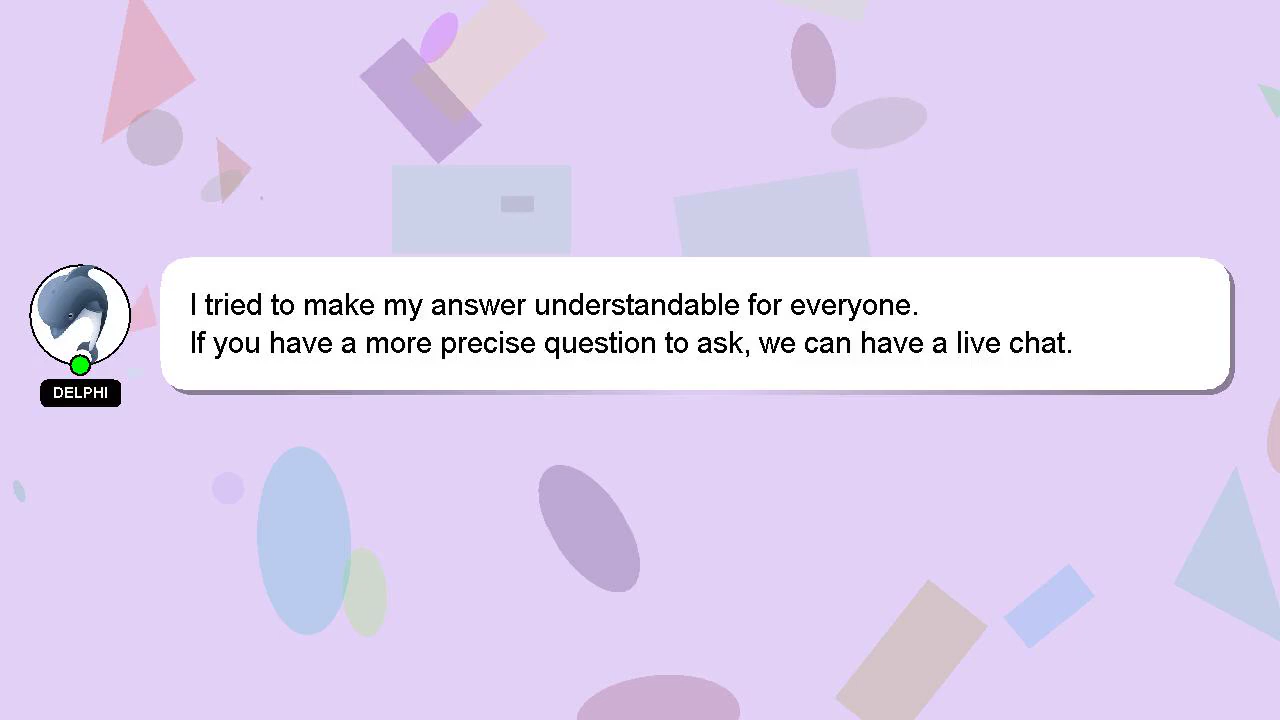 I tried to make my answer understandable for everyone.
If you have a more precise question to ask, we can have a live chat.
DELPHI